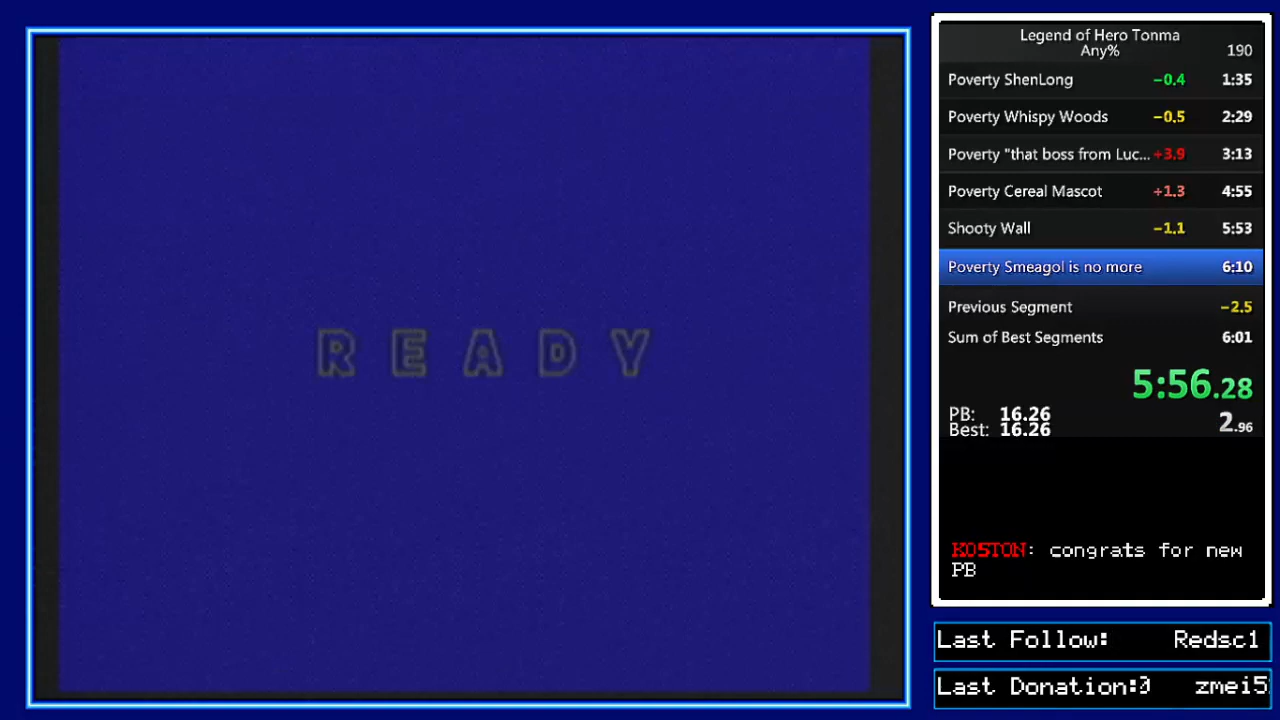 READY
Legend of Hero Tonma
Any% 190
Poverty ShenLong -0.4 1:35
Poverty Whispy Woods -0.5 2:29
Poverty "that boss from Luc... +3.9 3:13
Poverty Cereal Mascot +1.3 4:55
Shooty Wall -1.1 5:53
Poverty Smeagol is no more 6:10
Previous Segment -2.5
Sum of Best Segments 6:01
5:56.28
PB: 16.26
Best: 16.26 2.96
KOSTON: congrats for new
PB
Last Follow: Redsc1
Last Donation: zmei5